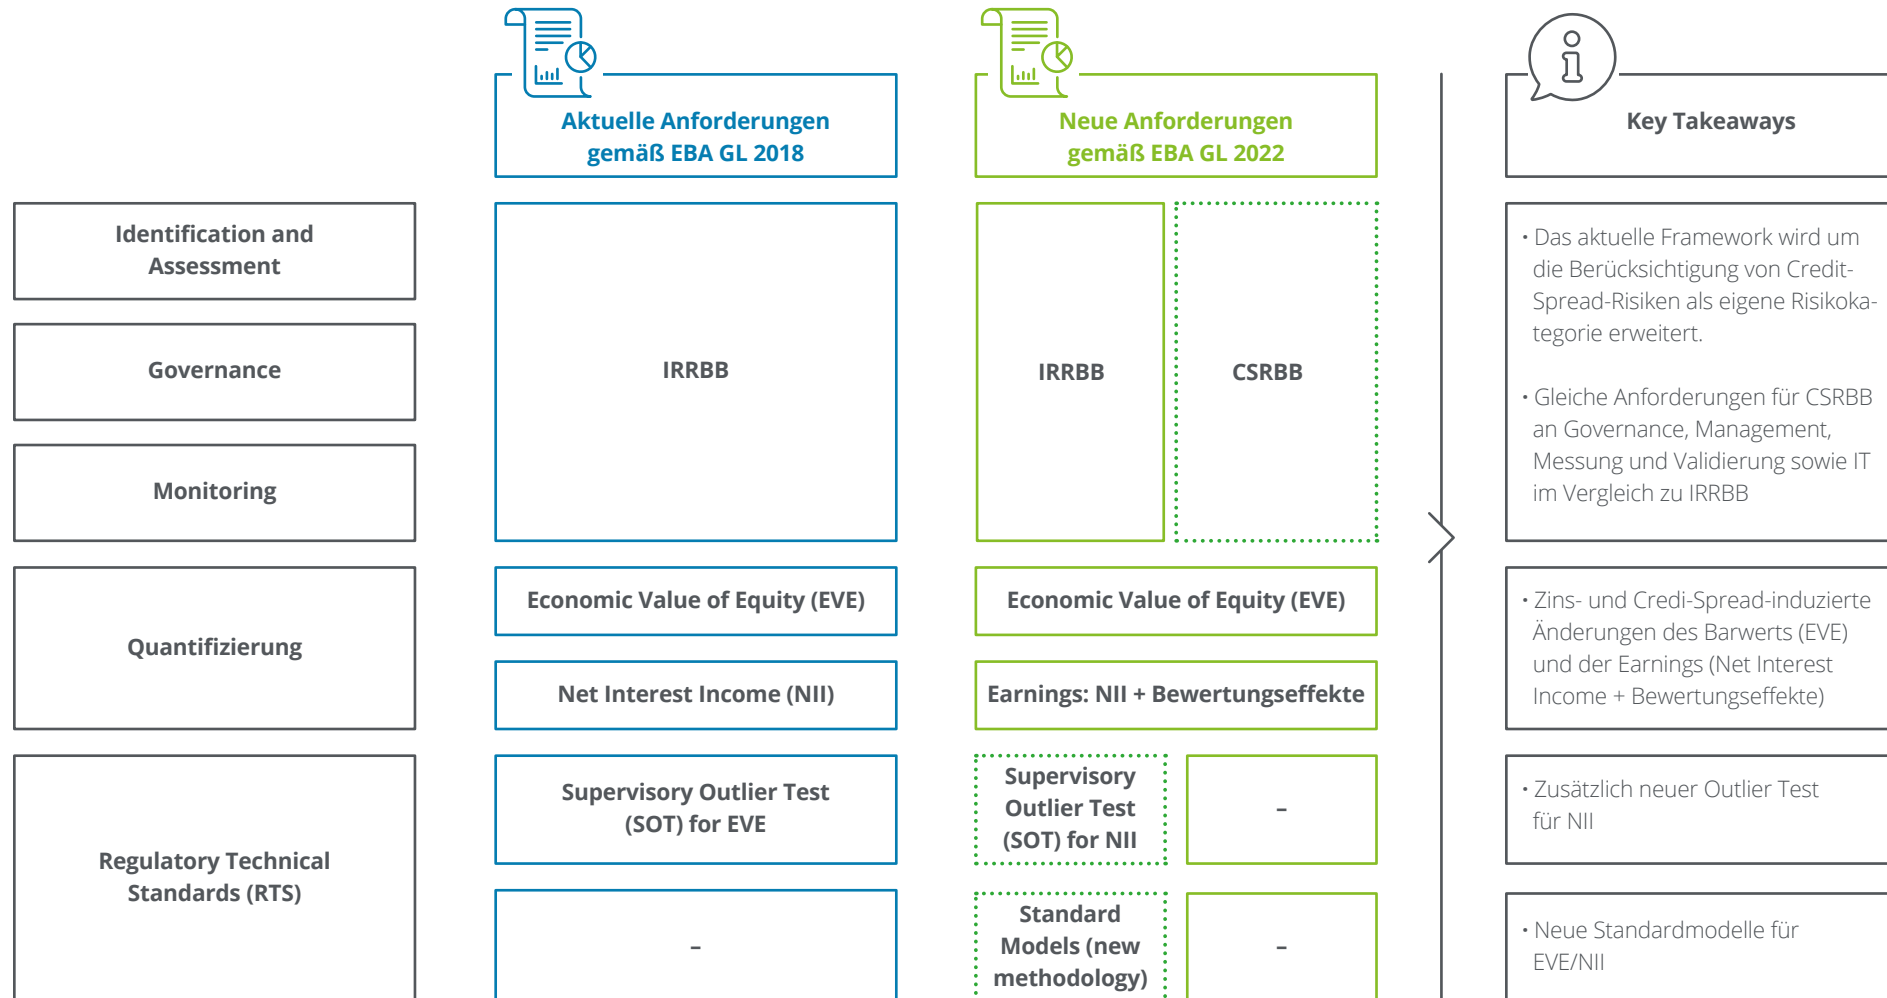 Aktuelle Anforderungen
gemäß EBA GL 2018
Neue Anforderungen
gemäß EBA GL 2022
Key Takeaways
Identification and
Assessment
Governance
Monitoring
IRRBB
IRRBB
CSRBB
• Das aktuelle Framework wird um
die Berücksichtigung von Credit-
Spread-Risiken als eigene Risikoka-
tegorie erweitert.
• Gleiche Anforderungen für CSRBB
an Governance, Management,
Messung und Validierung sowie IT
im Vergleich zu IRRBB
Quantifizierung
Economic Value of Equity (EVE)
Economic Value of Equity (EVE)
Net Interest Income (NII)
Earnings: NII + Bewertungseffekte
• Zins- und Credi-Spread-induzierte
Änderungen des Barwerts (EVE)
und der Earnings (Net Interest
Income + Bewertungseffekte)
Regulatory Technical
Standards (RTS)
Supervisory Outlier Test
(SOT) for EVE
Supervisory
Outlier Test
(SOT) for NII
–
• Zusätzlich neuer Outlier Test
für NII
–
Standard
Models (new
methodology)
–
• Neue Standardmodelle für
EVE/NII